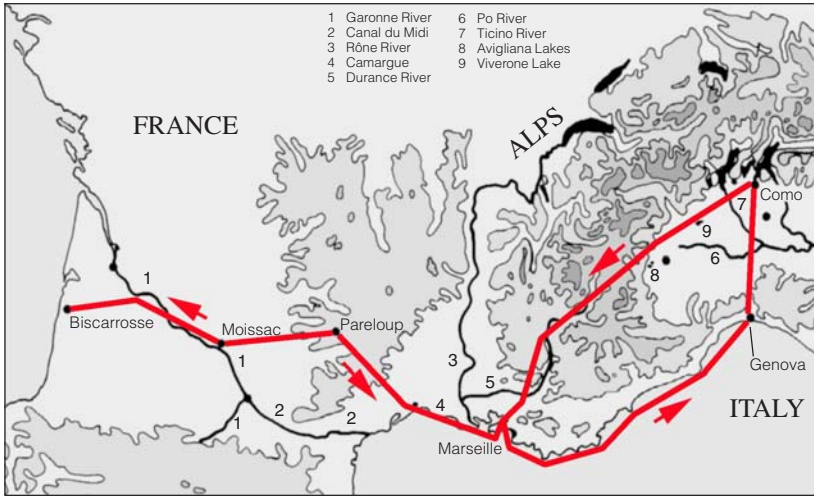 1 Garonne River
2 Canal du Midi
3 Rône River
4 Camargue
5 Durance River
6 Po River
7 Ticino River
8 Avigliana Lakes
9 Viverone Lake
FRANCE
ALPS
Como
7
9
6
8
1
Biscarrosse
Moissac
Pareloup
1
3
5
Genova
4
2
2
1
ITALY
Marseille